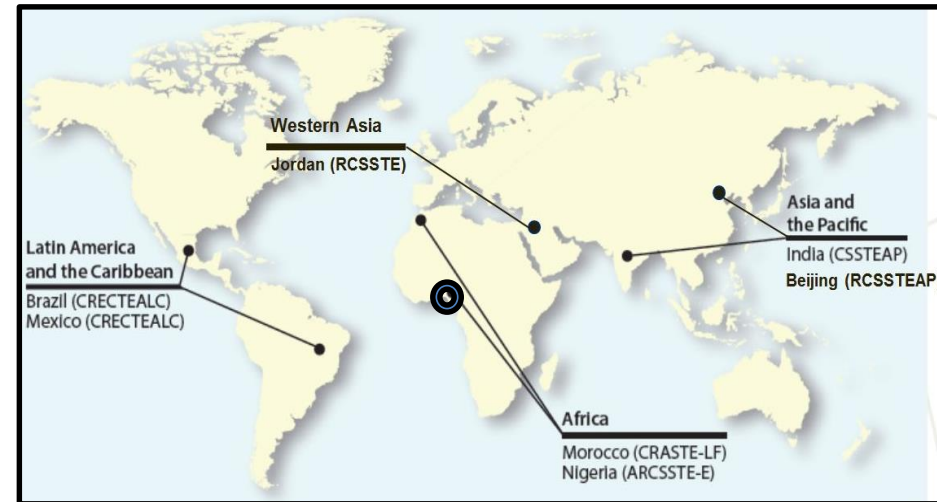 Western Asia
Jordan (RCSSTE)
Asia and
the Pacific
India (CSSTEAP)
Beijing (RCSSTEAP
Latin America
and the Caribbean
Brazil (CRECTEALC)
Mexico (CRECTEALC)
Africa
Morocco (CRASTE-LF)
Nigeria (ARCSSTE-E)